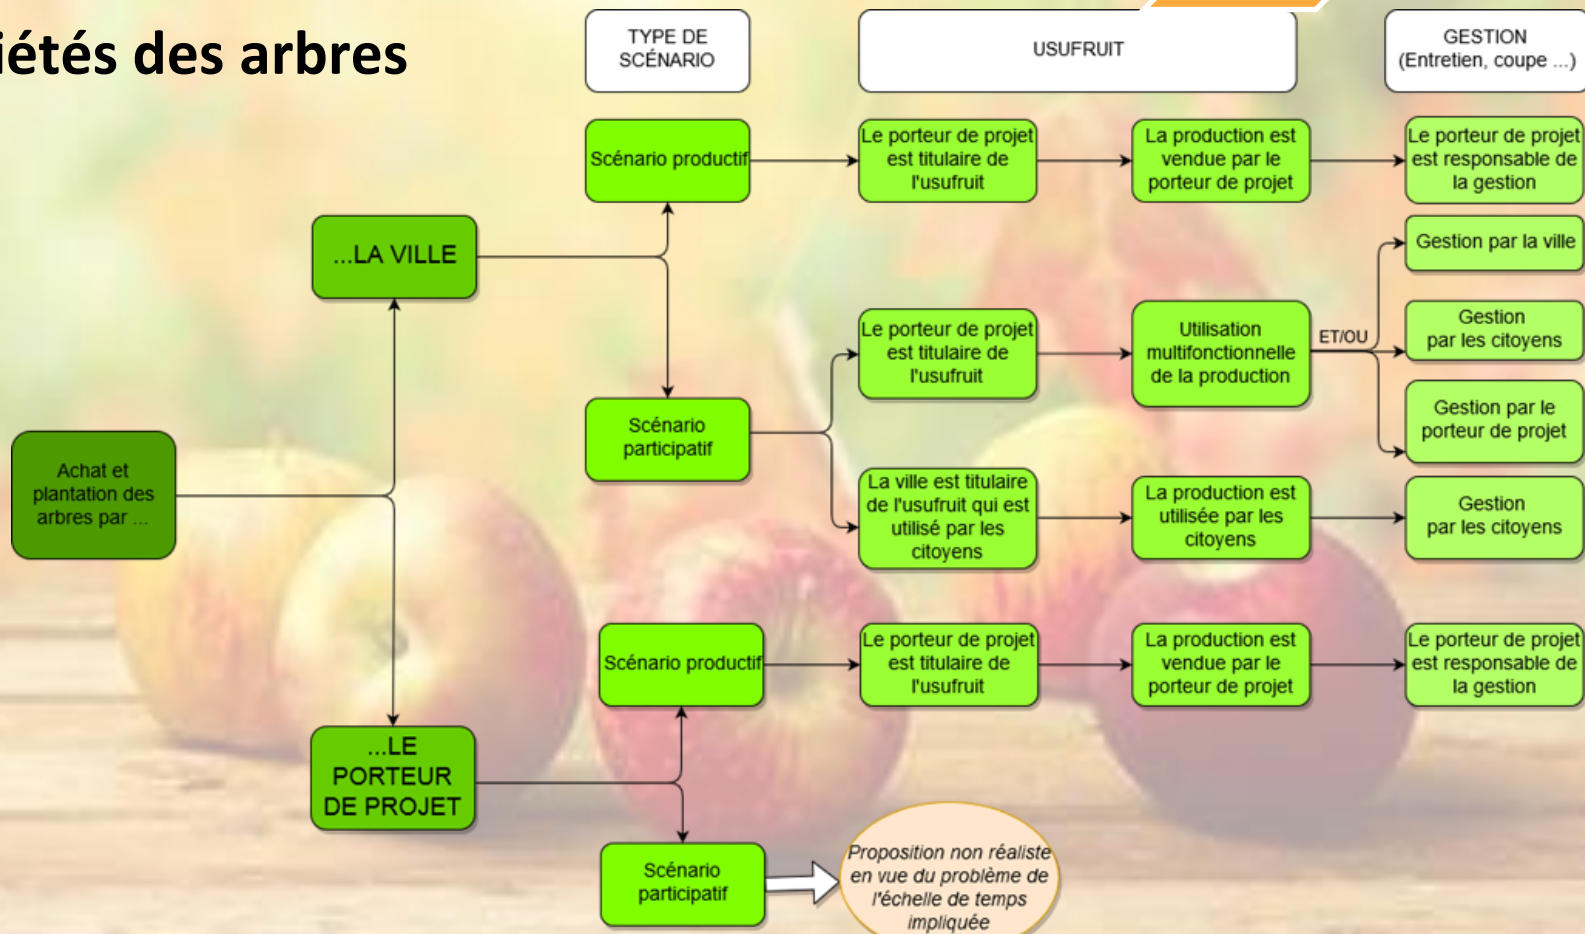 iétés des arbres
TYPE DE
SCÉNARIO
USUFRUIT
GESTION
(Entretien, coupe ...)
Scénario productif
Le porteur de projet
est titulaire de
l'usufruit
La production est
vendue par le
porteur de projet
Le porteur de projet
est responsable de
la gestion
...LA VILLE
Gestion par la ville
Le porteur de projet
est titulaire de
l'usufruit
Utilisation
multifonctionnelle
de la production
ET/OU
Gestion
par les citoyens
Gestion par le
porteur de projet
Scénario
participatif
Achat et
plantation des
arbres par ...
La ville est titulaire
de l'usufruit qui est
utilisé par les
citoyens
La production est
utilisée par les
citoyens
Gestion
par les citoyens
Scénario productif
Le porteur de projet
est titulaire de
l'usufruit
La production est
vendue par le
porteur de projet
Le porteur de projet
est responsable de
la gestion
...LE
PORTEUR
DE PROJET
Scénario
participatif
Proposition non réaliste
en vue du problème de
l'échelle de temps
impliquée